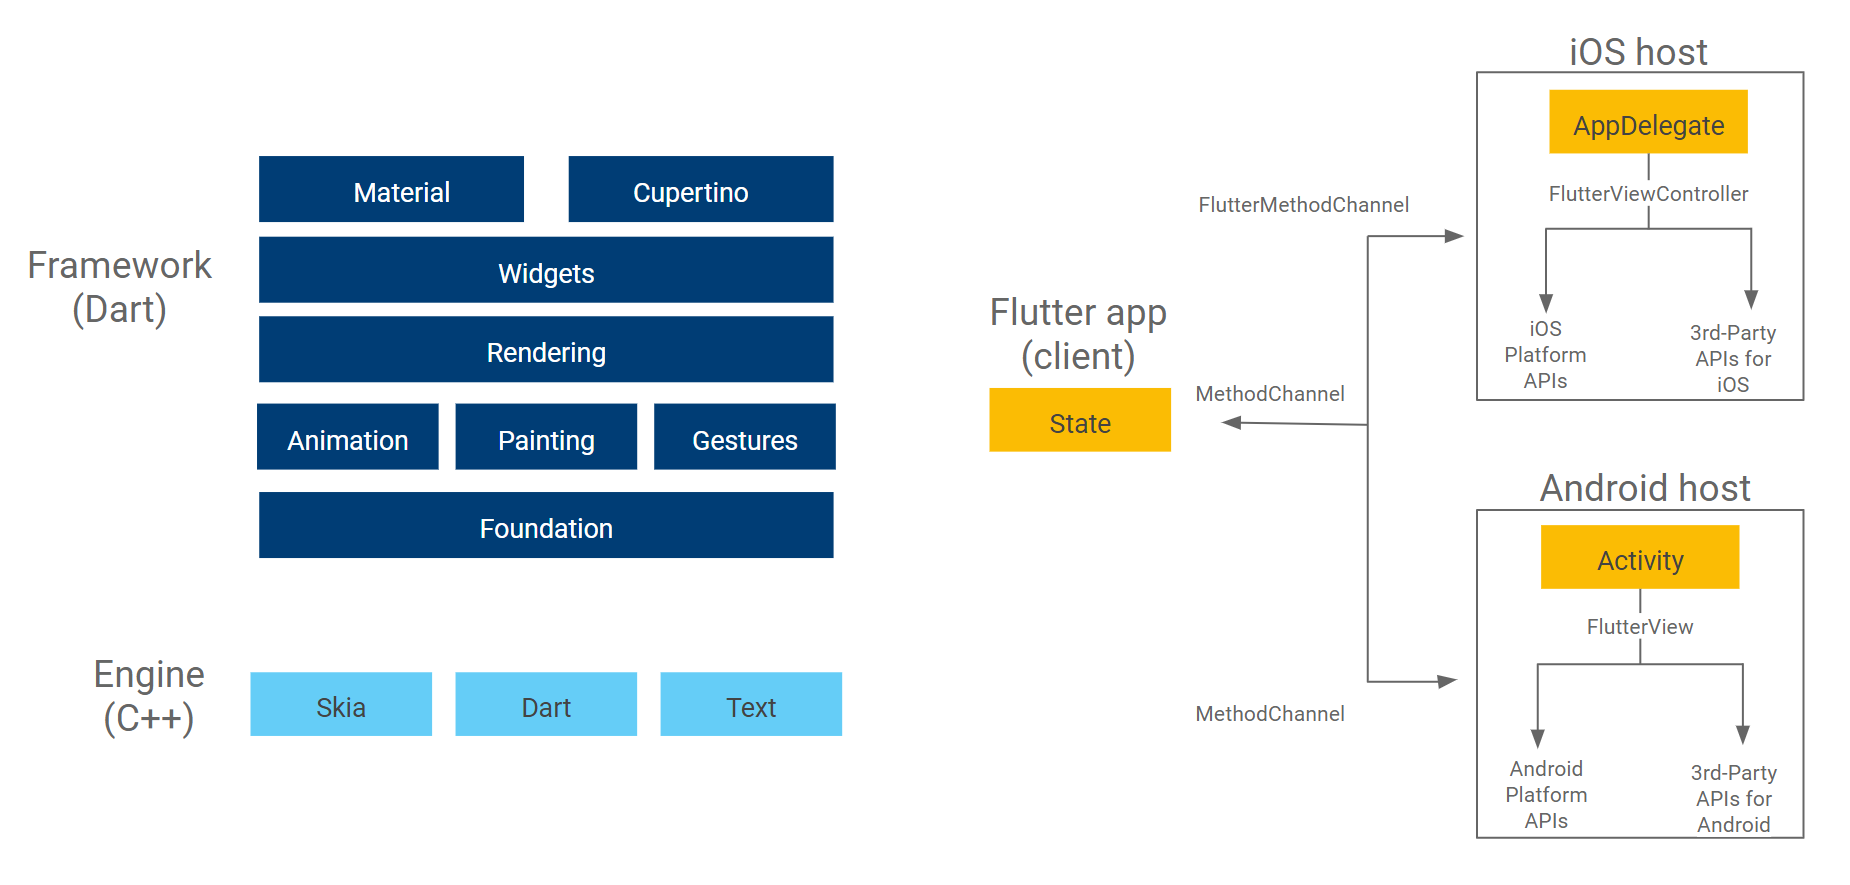 Framework
(Dart)
Material
Cupertino
Widgets
Rendering
Animation
Painting
Gestures
Foundation
Engine
(C++)
Skia
Dart
Text
Flutter app
(client)
State
FlutterMethodChannel
MethodChannel
MethodChannel
iOS host
AppDelegate
FlutterViewController
iOS
Platform
APIs
3rd-Party
APIs for
iOS
Android host
Activity
FlutterView
Android
Platform
APIs
3rd-Party
APIs for
Android